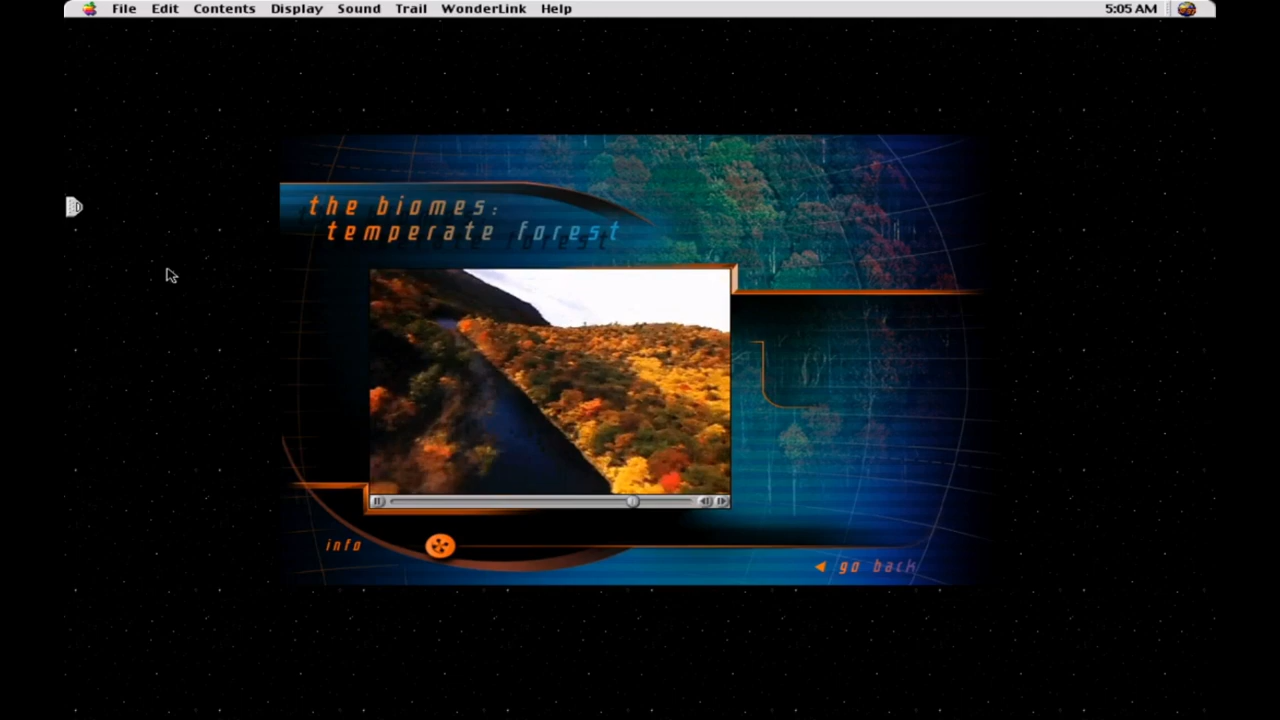 File Edit Contents Display Sound Trail WonderLink Help 5:05 AM
the biomes:
temperate forest
info
go back